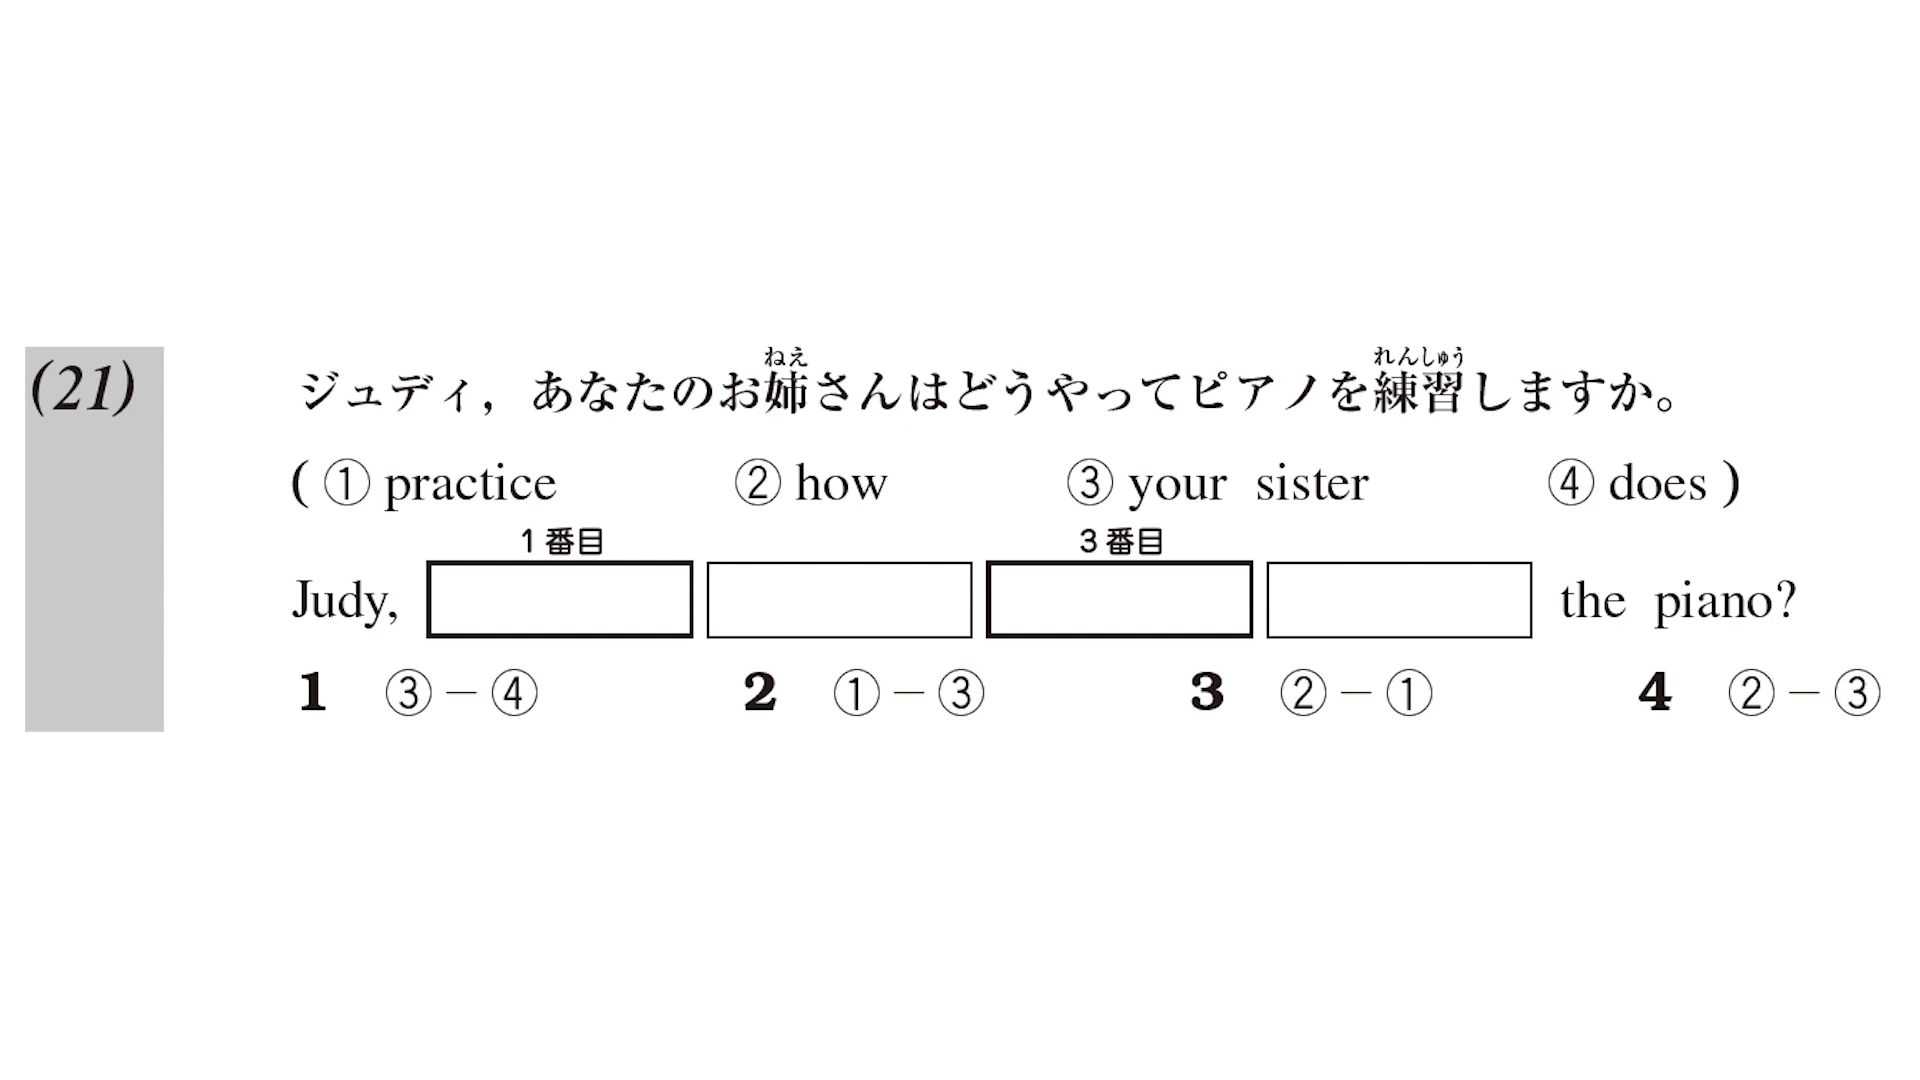 (21) ジュディ，あなたのお姉さんはどうやってピアノを練習しますか。
ねえ れんしゅう
( ① practice ② how ③ your sister ④ does )
1番目 3番目
Judy, the piano?
1 ③－④ 2 ①－③ 3 ②－① 4 ②－③